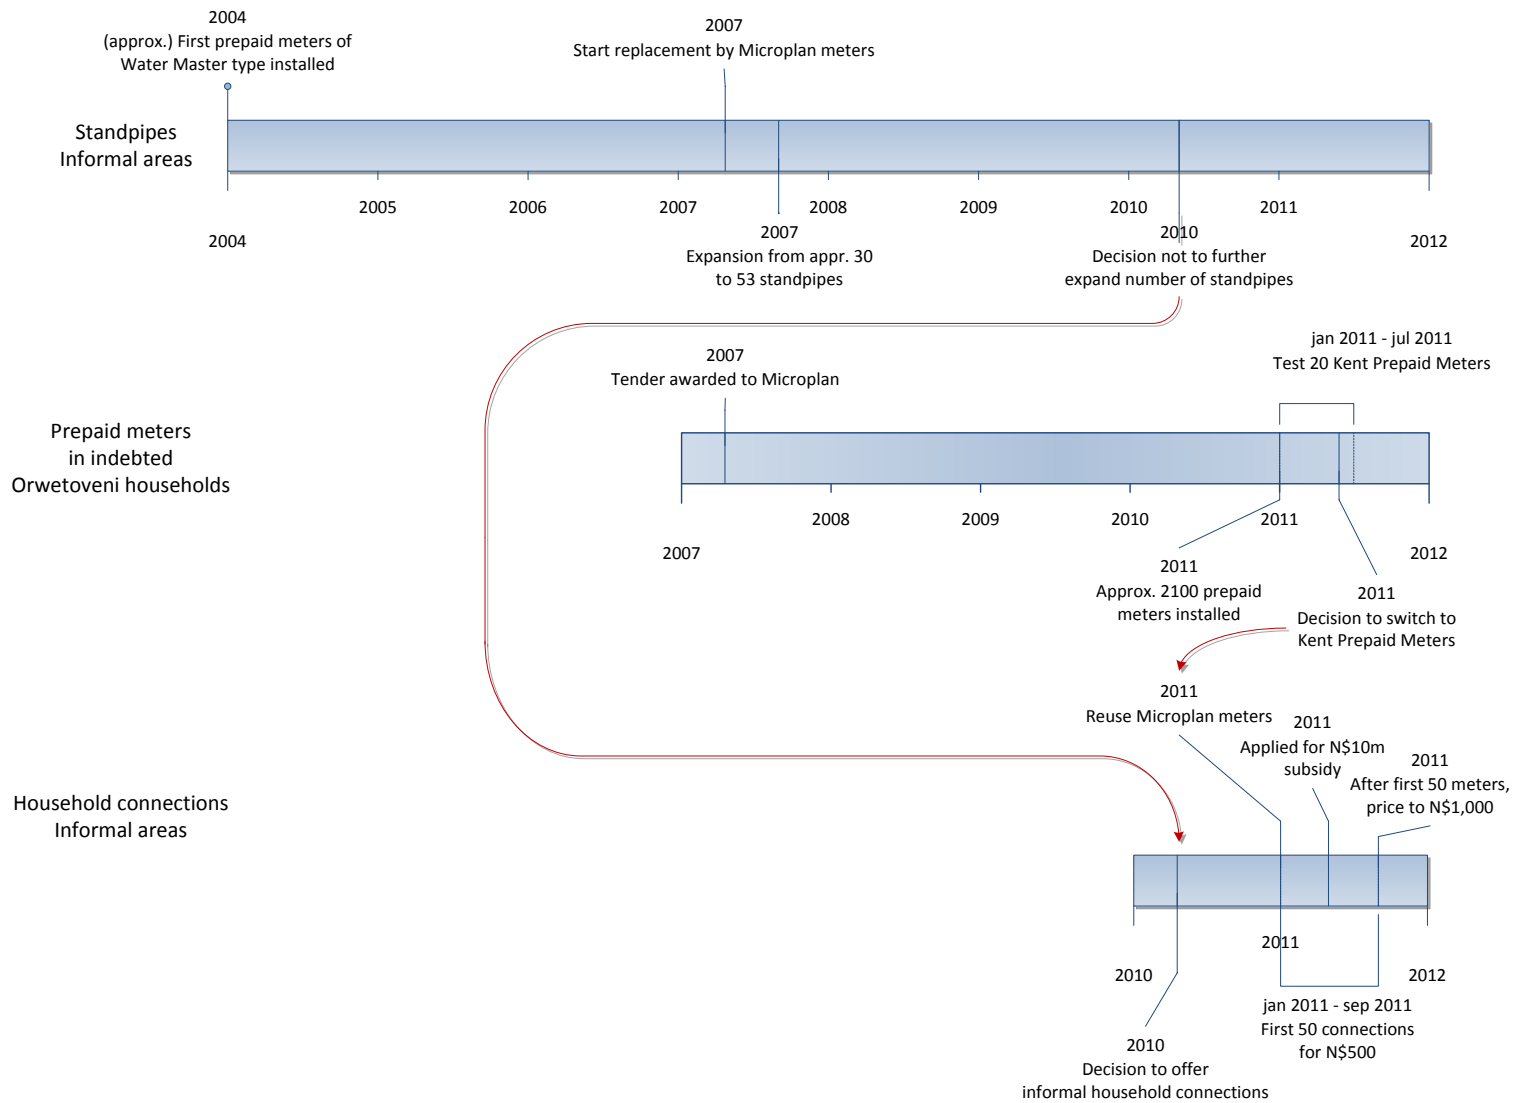 2004
(approx.) First prepaid meters of
Water Master type installed
2007
Start replacement by Microplan meters
Standpipes
Informal areas
2005
2006
2007
2008
2009
2010
2011
2004
2012
2007
Expansion from appr. 30
to 53 standpipes
2010
Decision not to further
expand number of standpipes
jan 2011 - jul 2011
Test 20 Kent Prepaid Meters
2007
Tender awarded to Microplan
Prepaid meters
in indebted
Orwetoveni households
2008
2009
2010
2011
2007
2012
2011
Approx. 2100 prepaid
meters installed
2011
Decision to switch to
Kent Prepaid Meters
2011
Reuse Microplan meters
2011
Applied for N$10m
subsidy
2011
After first 50 meters,
price to N$1,000
Household connections
Informal areas
2011
2010
2012
jan 2011 - sep 2011
First 50 connections
for N$500
2010
Decision to offer
informal household connections